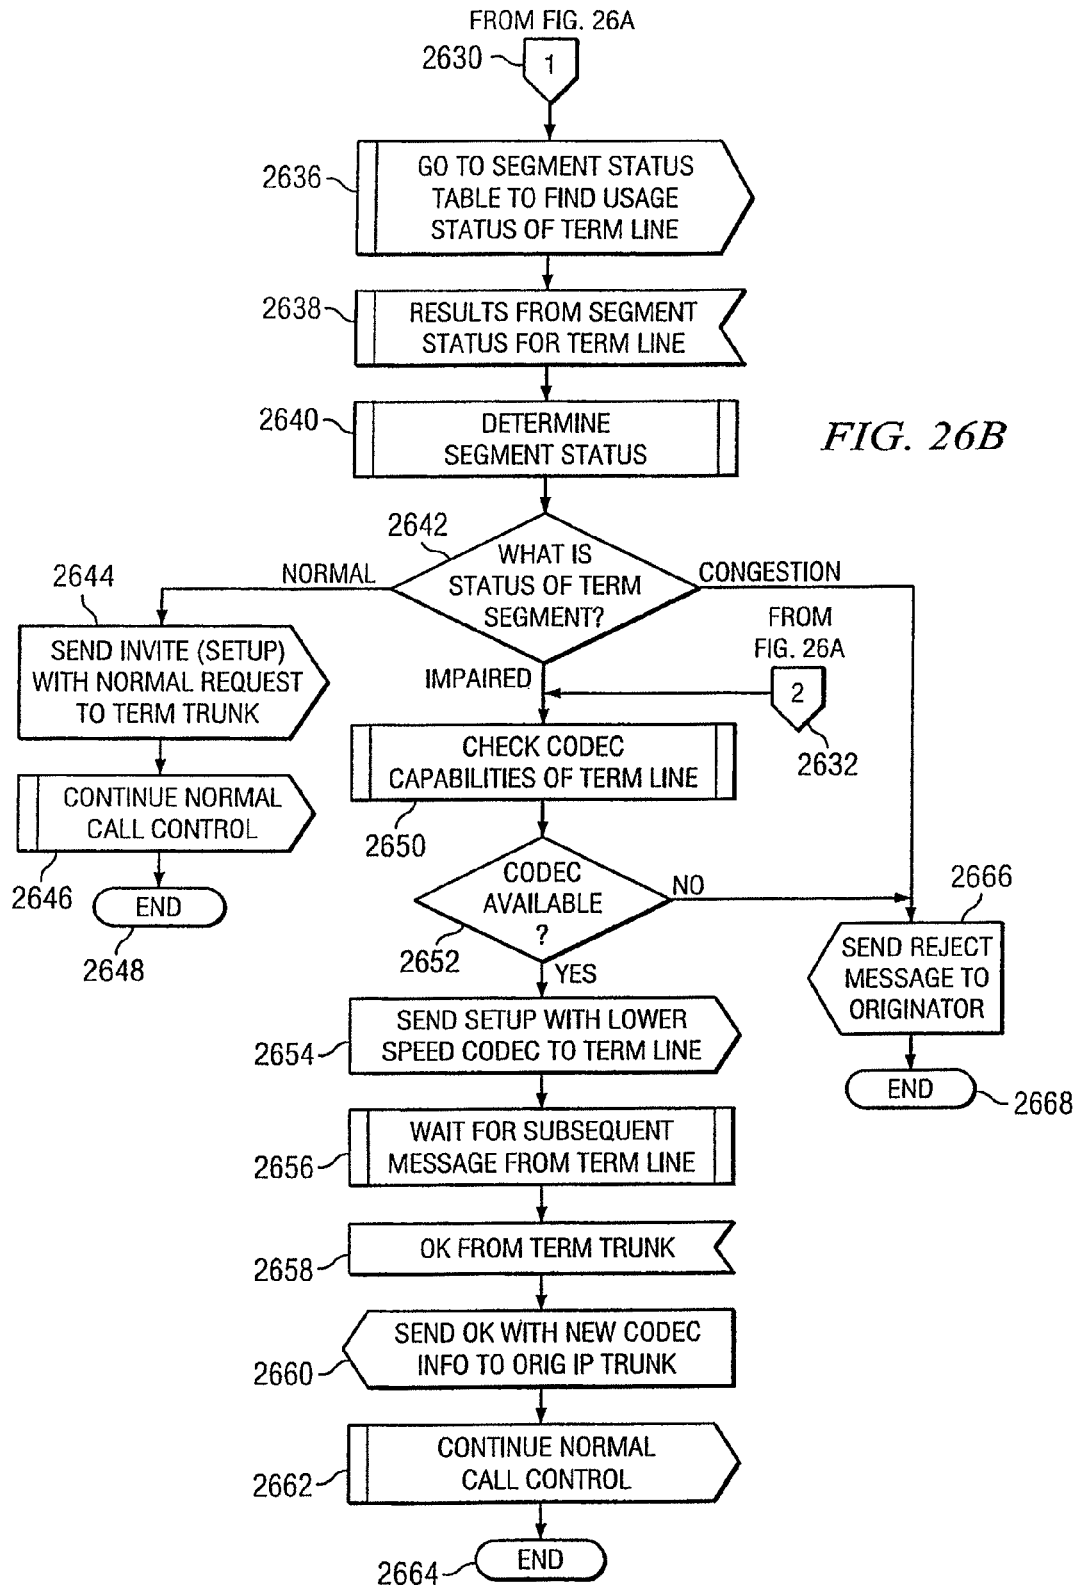 FROM FIG. 26A
2630
1
2636
GO TO SEGMENT STATUS
TABLE TO FIND USAGE
STATUS OF TERM LINE
2638
RESULTS FROM SEGMENT
STATUS FOR TERM LINE
2640
DETERMINE
SEGMENT STATUS
FIG. 26B
2642
WHAT IS
STATUS OF TERM
SEGMENT?
NORMAL
CONGESTION
2644
SEND INVITE (SETUP)
WITH NORMAL REQUEST
TO TERM TRUNK
IMPAIRED
FROM
FIG. 26A
2
2632
CHECK CODEC
CAPABILITIES OF TERM LINE
2650
CONTINUE NORMAL
CALL CONTROL
2646
END
2648
CODEC
AVAILABLE
?
2652
NO
YES
2666
SEND REJECT
MESSAGE TO
ORIGINATOR
END
2668
2654
SEND SETUP WITH LOWER
SPEED CODEC TO TERM LINE
2656
WAIT FOR SUBSEQUENT
MESSAGE FROM TERM LINE
2658
OK FROM TERM TRUNK
2660
SEND OK WITH NEW CODEC
INFO TO ORIG IP TRUNK
2662
CONTINUE NORMAL
CALL CONTROL
2664
END